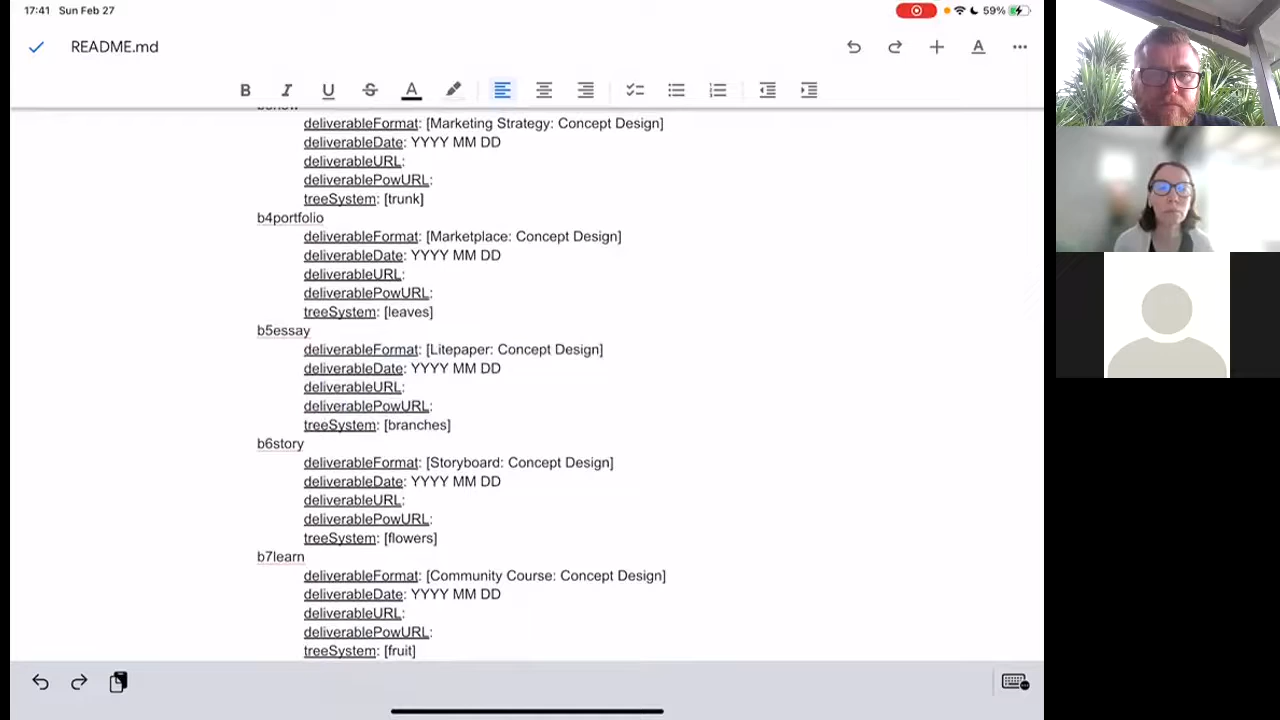 17:41 Sun Feb 27
59%
README.md
B I U S A
deliverableFormat: [Marketing Strategy: Concept Design]
deliverableDate: YYYY MM DD
deliverableURL:
deliverablePowURL:
treeSystem: [trunk]
b4portfolio
deliverableFormat: [Marketplace: Concept Design]
deliverableDate: YYYY MM DD
deliverableURL:
deliverablePowURL:
treeSystem: [leaves]
b5essay
deliverableFormat: [Litepaper: Concept Design]
deliverableDate: YYYY MM DD
deliverableURL:
deliverablePowURL:
treeSystem: [branches]
b6story
deliverableFormat: [Storyboard: Concept Design]
deliverableDate: YYYY MM DD
deliverableURL:
deliverablePowURL:
treeSystem: [flowers]
b7learn
deliverableFormat: [Community Course: Concept Design]
deliverableDate: YYYY MM DD
deliverableURL:
deliverablePowURL:
treeSystem: [fruit]